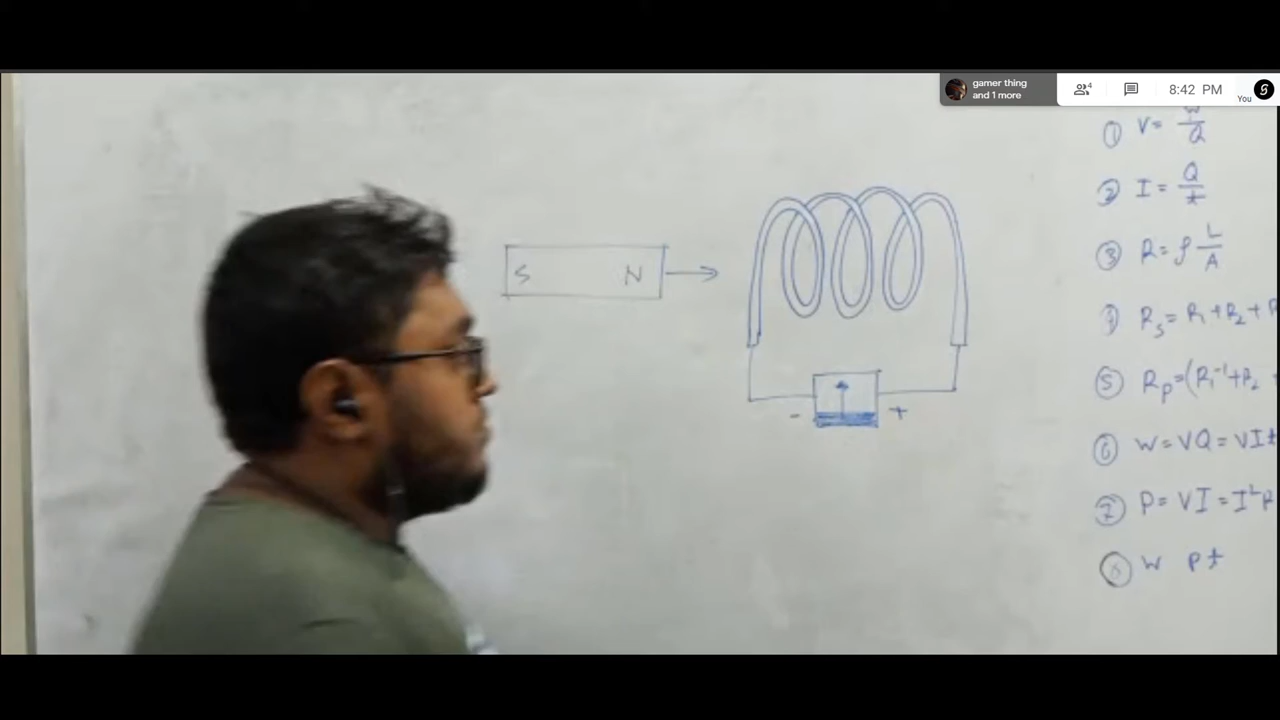 gamer thing
and 1 more
4
8:42 PM
You
S N
- +
① V = W/Q
② I = Q/t
③ R = ρ L/A
④ Rs = R1 + R2 +
⑤ Rp = (R1⁻¹ + R2
⑥ W = VQ = VIt
⑦ P = VI = I²R
⑧ W Pt